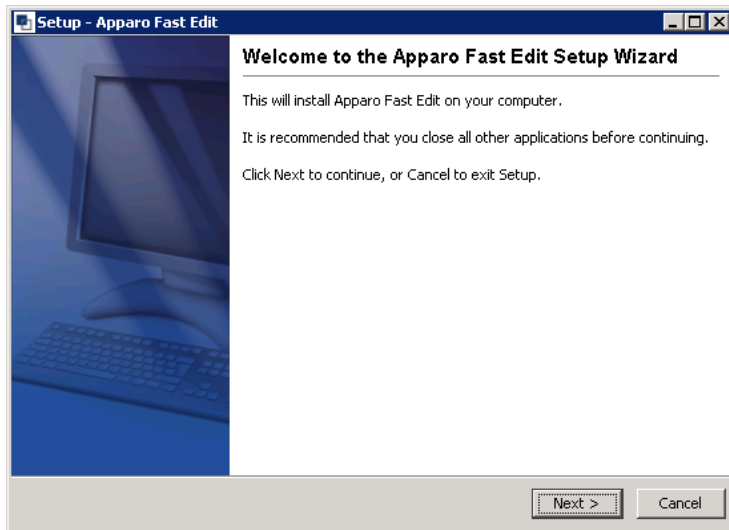 Setup - Apparo Fast Edit
Welcome to the Apparo Fast Edit Setup Wizard
This will install Apparo Fast Edit on your computer.
It is recommended that you close all other applications before continuing.
Click Next to continue, or Cancel to exit Setup.
Next >
Cancel